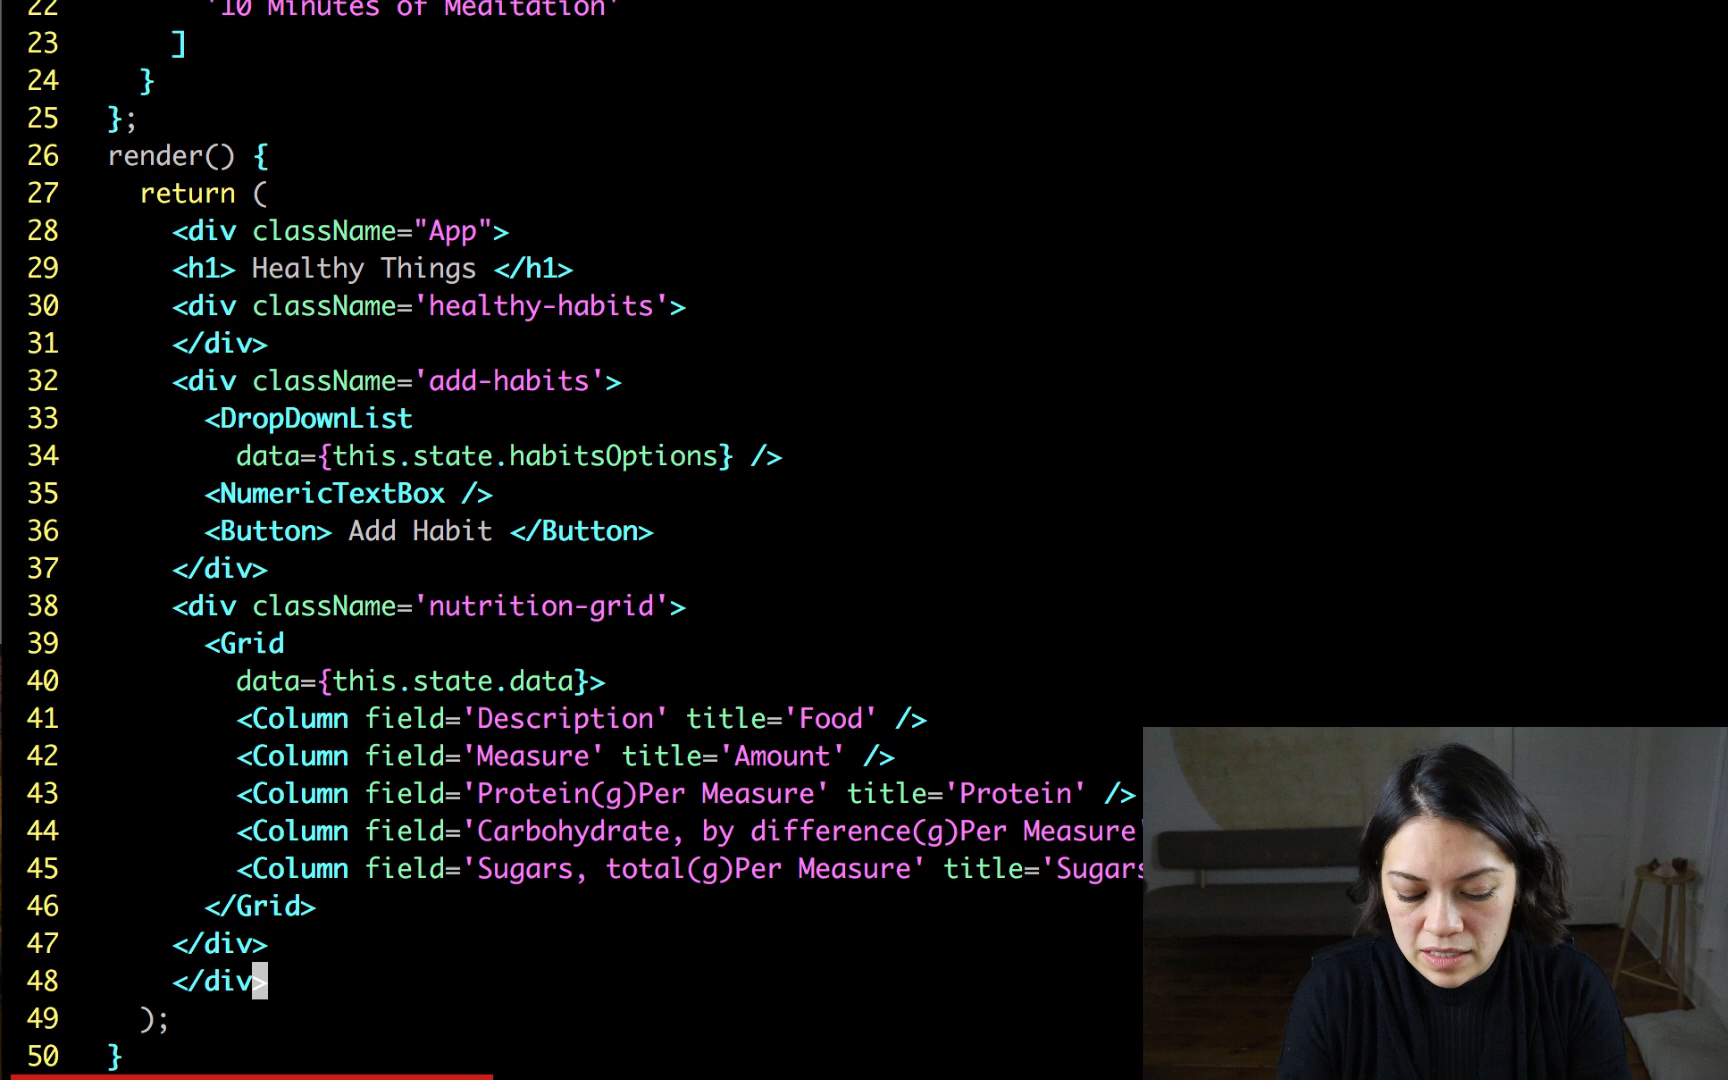 22 '10 Minutes of Meditation'
23 ]
24 }
25 };
26 render() {
27 return (
28 <div className="App">
29 <h1> Healthy Things </h1>
30 <div className='healthy-habits'>
31 </div>
32 <div className='add-habits'>
33 <DropDownList
34 data={this.state.habitsOptions} />
35 <NumericTextBox />
36 <Button> Add Habit </Button>
37 </div>
38 <div className='nutrition-grid'>
39 <Grid
40 data={this.state.data}>
41 <Column field='Description' title='Food' />
42 <Column field='Measure' title='Amount' />
43 <Column field='Protein(g)Per Measure' title='Protein' />
44 <Column field='Carbohydrate, by difference(g)Per Measure'
45 <Column field='Sugars, total(g)Per Measure' title='Sugars
46 </Grid>
47 </div>
48 </div>
49 );
50 }